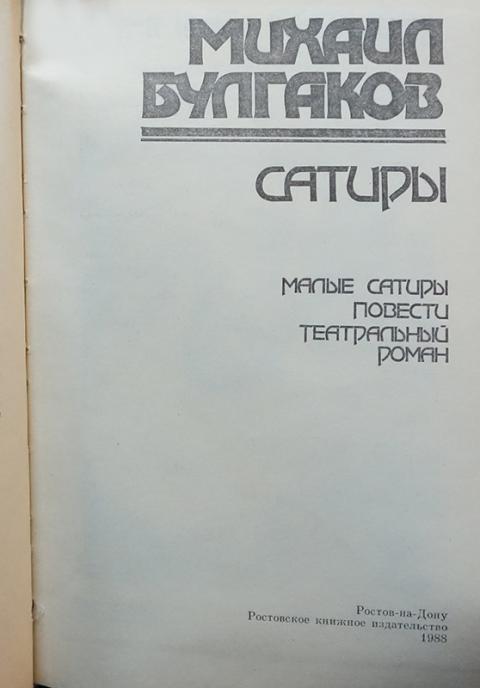 МИХАИЛ
БУЛГАКОВ
САТИРЫ
МАЛЫЕ САТИРЫ
ПОВЕСТИ
ТЕАТРАЛЬНЫЙ
РОМАН
Ростов-на-Дону
Ростовское книжное издательство
1988